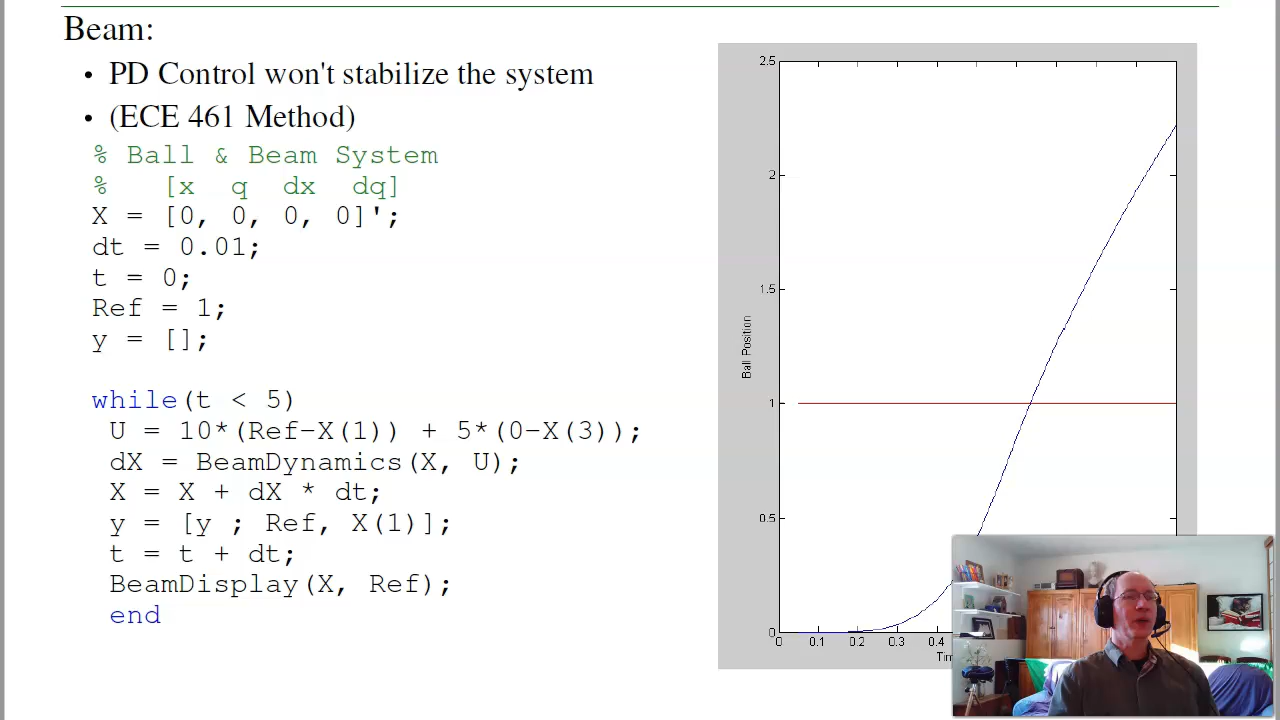 Beam:
• PD Control won't stabilize the system
• (ECE 461 Method)
% Ball & Beam System
%   [x  q  dx  dq]
X = [0, 0, 0, 0]';
dt = 0.01;
t = 0;
Ref = 1;
y = [];
while(t < 5)
U = 10*(Ref-X(1)) + 5*(0-X(3));
dX = BeamDynamics(X, U);
X = X + dX * dt;
y = [y ; Ref, X(1)];
t = t + dt;
BeamDisplay(X, Ref);
end
2.5
2
1.5
1
0.5
0
Ball Position
0 0.1 0.2 0.3 0.4